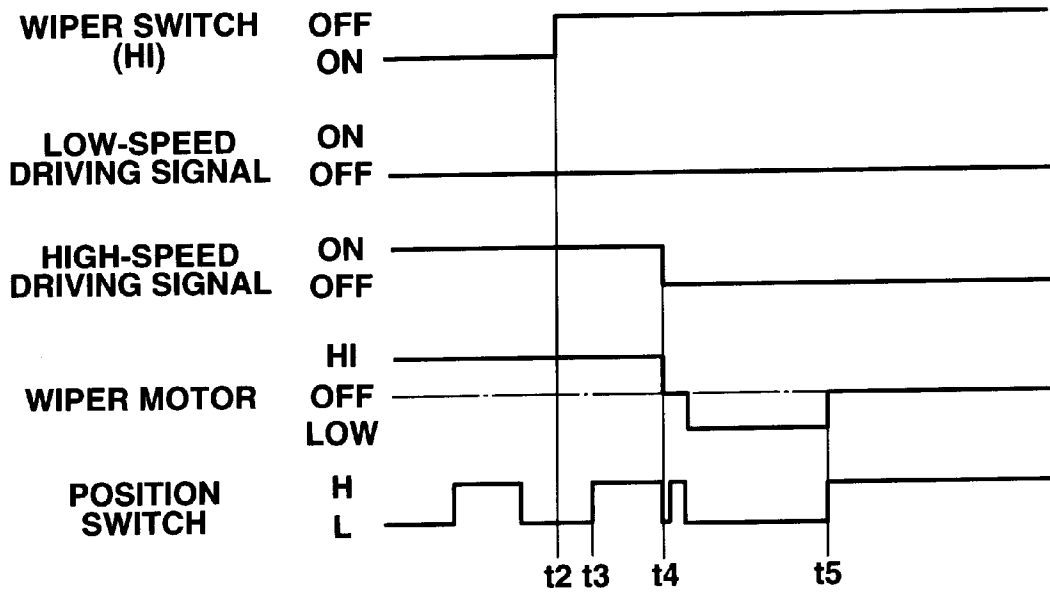 WIPER SWITCH
(HI)
OFF
ON
LOW-SPEED
DRIVING SIGNAL
ON
OFF
HIGH-SPEED
DRIVING SIGNAL
ON
OFF
WIPER MOTOR
HI
OFF
LOW
POSITION
SWITCH
H
L
t2 t3 t4 t5